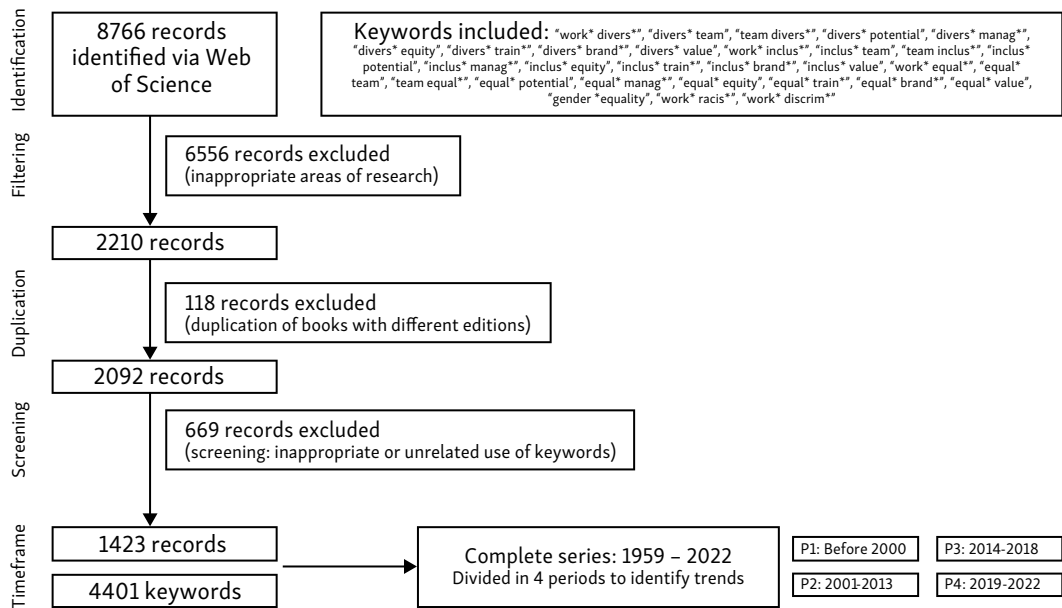 Identification
8766 records
identified via Web
of Science
Keywords included: “work* divers*”, “divers* team”, “team divers*”, “divers* potential”, “divers* manag*”,
“divers* equity”, “divers* train*”, “divers* brand*”, “divers* value”, “work* inclus*”, “inclus* team”, “team inclus*”, “inclus*
potential”, “inclus* manag*”, “inclus* equity”, “inclus* train*”, “inclus* brand*”, “inclus* value”, “work* equal*”, “equal*
team”, “team equal*”, “equal* potential”, “equal* manag*”, “equal* equity”, “equal* train*”, “equal* brand*”, “equal* value”,
“gender *equality”, “work* racis*”, “work* discrim*”
Filtering
6556 records excluded
(inappropriate areas of research)
2210 records
Duplication
118 records excluded
(duplication of books with different editions)
2092 records
Screening
669 records excluded
(screening: inappropriate or unrelated use of keywords)
Timeframe
1423 records
4401 keywords
Complete series: 1959 – 2022
Divided in 4 periods to identify trends
P1: Before 2000
P3: 2014-2018
P2: 2001-2013
P4: 2019-2022